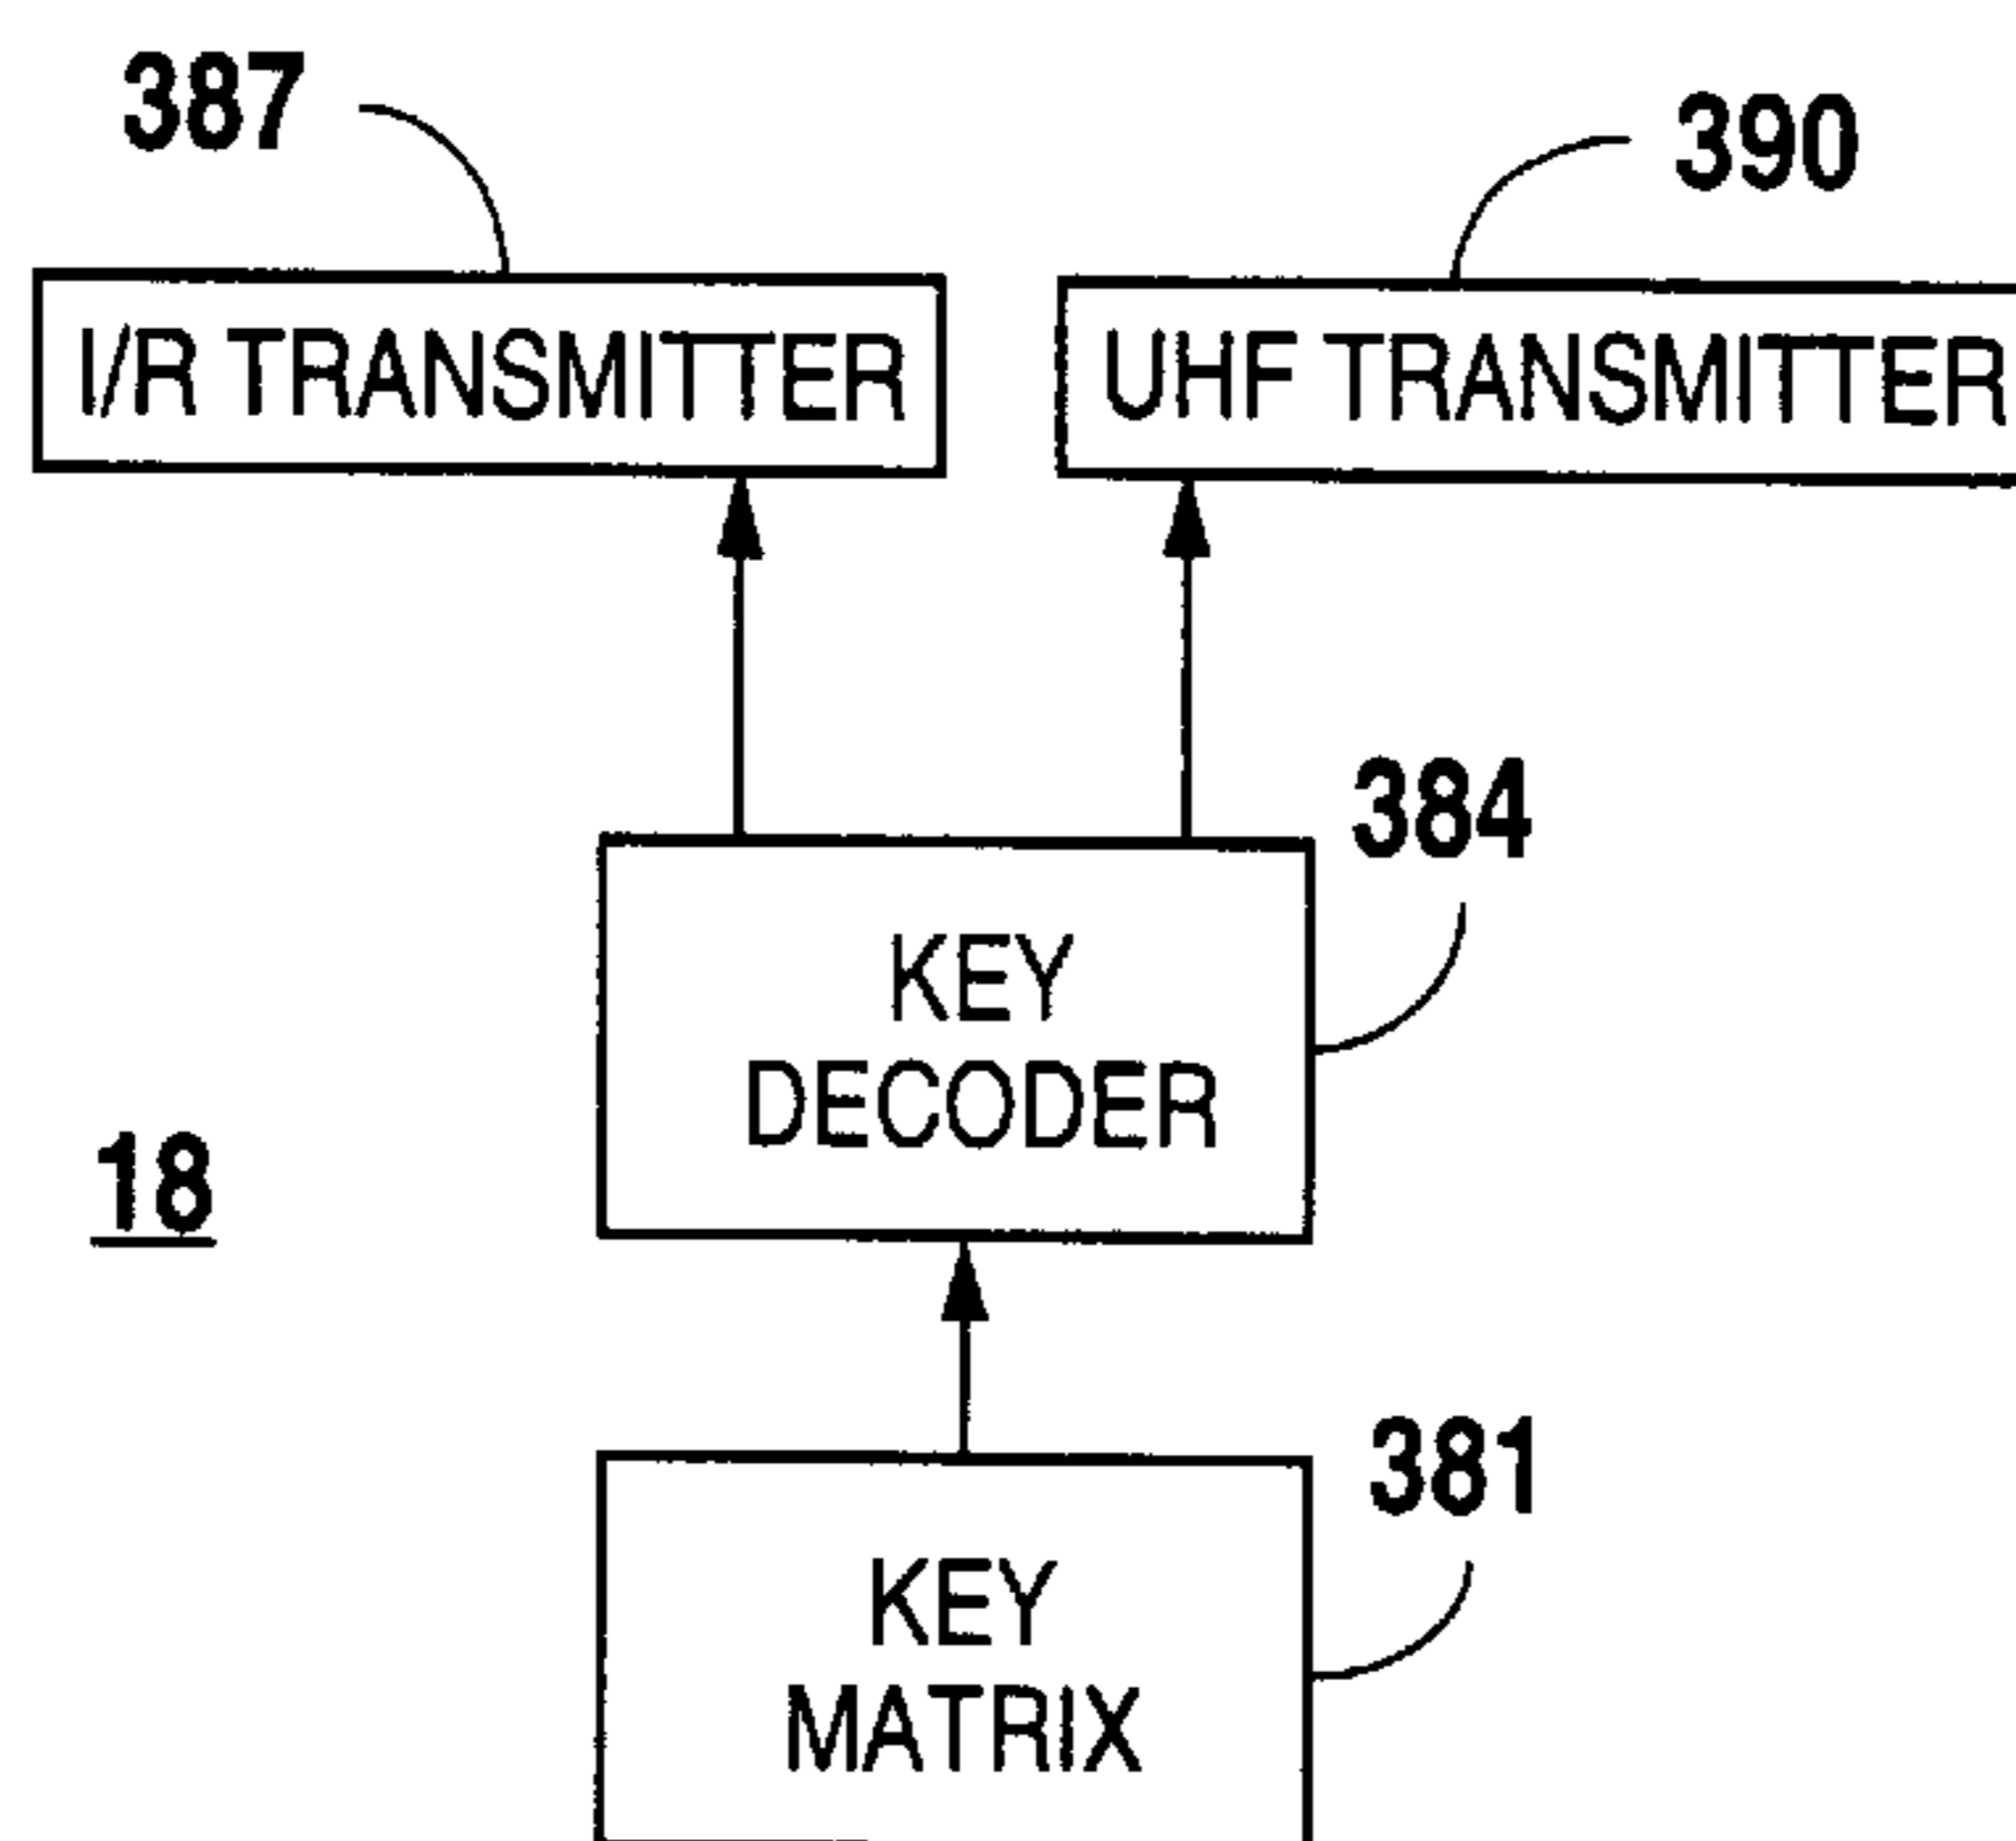 387
390
I/R TRANSMITTER
UHF TRANSMITTER
384
KEY
DECODER
18
381
KEY
MATRIX